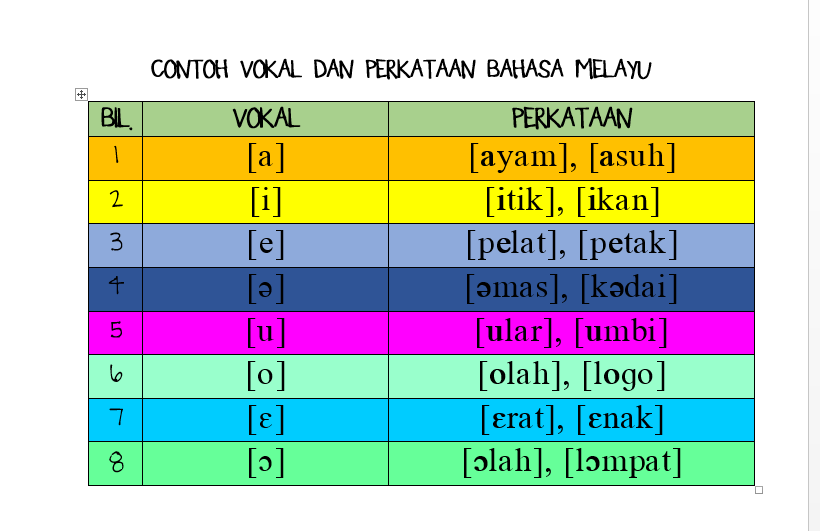 CONTOH VOKAL DAN PERKATAAN BAHASA MELAYU
BIL. VOKAL PERKATAAN
1 [a] [ayam], [asuh]
2 [i] [itik], [ikan]
3 [e] [pelat], [petak]
4 [ə] [əmas], [kədai]
5 [u] [ular], [umbi]
6 [o] [olah], [logo]
7 [ɛ] [ɛrat], [ɛnak]
8 [ɔ] [ɔlah], [lɔmpat]